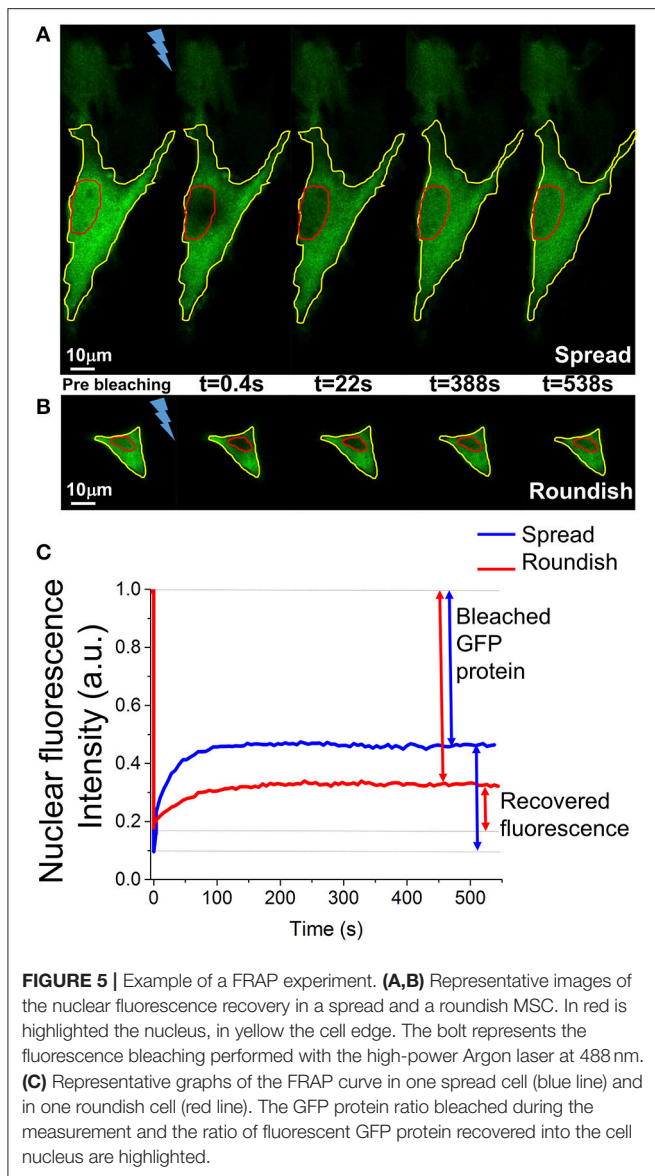 A
10μm
Spread
Pre bleaching t=0.4s t=22s t=388s t=538s
B
10μm
Roundish
C
Spread
Roundish
Nuclear fluorescence
Intensity (a.u.)
1.0
0.8
0.6
0.4
0.2
0.0
Bleached
GFP
protein
Recovered
fluorescence
0 100 200 300 400 500
Time (s)
FIGURE 5 | Example of a FRAP experiment. (A,B) Representative images of
the nuclear fluorescence recovery in a spread and a roundish MSC. In red is
highlighted the nucleus, in yellow the cell edge. The bolt represents the
fluorescence bleaching performed with the high-power Argon laser at 488 nm.
(C) Representative graphs of the FRAP curve in one spread cell (blue line) and
in one roundish cell (red line). The GFP protein ratio bleached during the
measurement and the ratio of fluorescent GFP protein recovered into the cell
nucleus are highlighted.